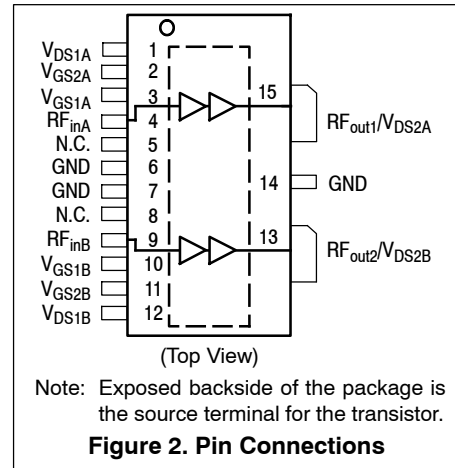 V_DS1A 1
V_GS2A 2
V_GS1A 3
RF_inA 4
N.C. 5
GND 6
GND 7
N.C. 8
RF_inB 9
V_GS1B 10
V_GS2B 11
V_DS1B 12
15 RF_out1/V_DS2A
14 GND
13 RF_out2/V_DS2B
(Top View)
Note: Exposed backside of the package is
the source terminal for the transistor.
Figure 2. Pin Connections